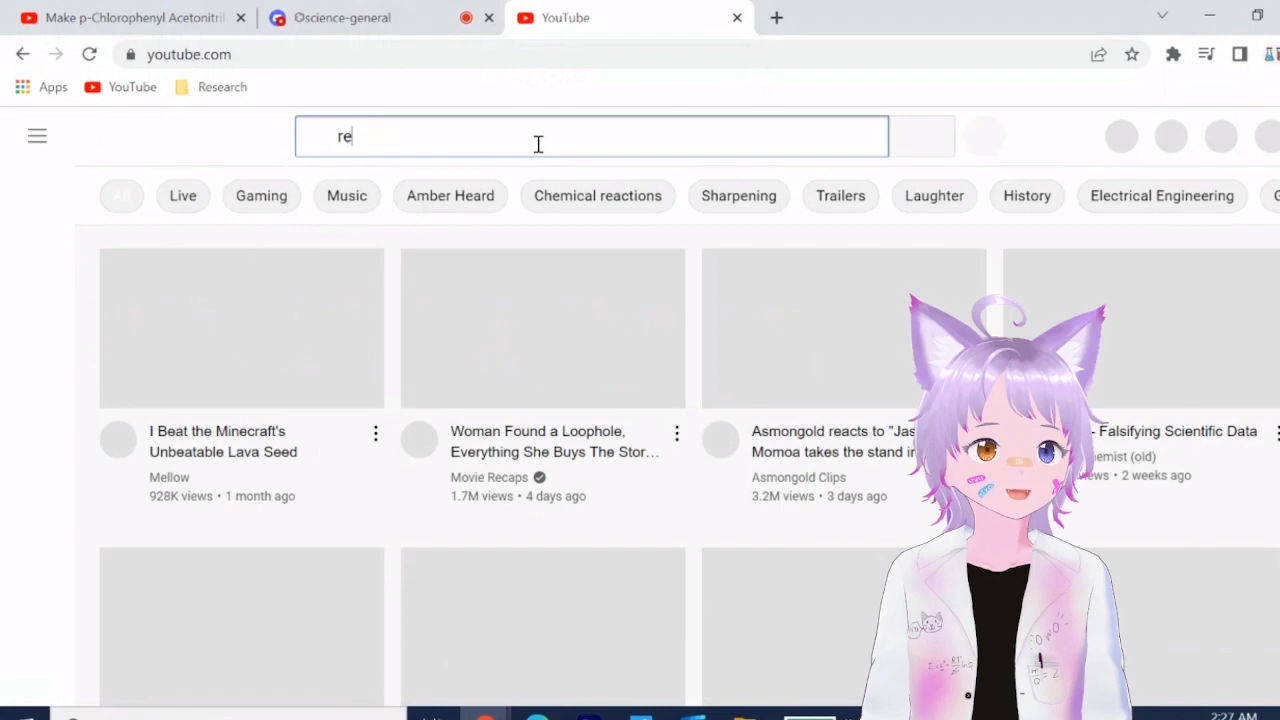 Make p-Chlorophenyl Acetonitril
science-general
YouTube
youtube.com
Apps
YouTube
Research
re
All
Live
Gaming
Music
Amber Heard
Chemical reactions
Sharpening
Trailers
Laughter
History
Electrical Engineering
I Beat the Minecraft's
Unbeatable Lava Seed
Mellow
928K views • 1 month ago
Woman Found a Loophole,
Everything She Buys The Stor…
Movie Recaps
1.7M views • 4 days ago
Asmongold reacts to "Jas
Momoa takes the stand i
Asmongold Clips
3.2M views • 3 days ago
- Falsifying Scientific Data
emist (old)
iews • 2 weeks ago
2:27 AM